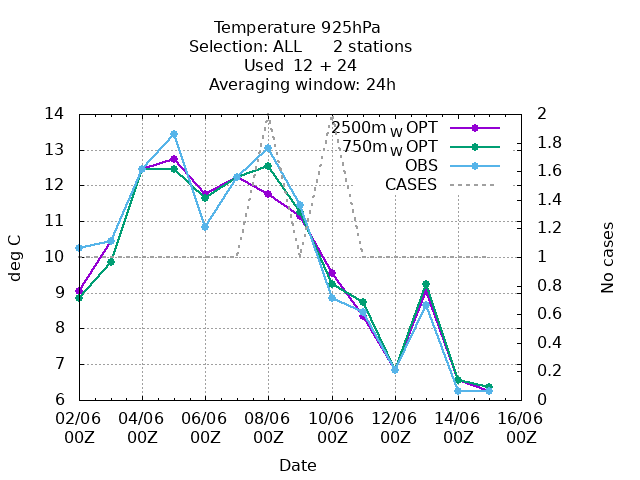 Temperature 925hPa
Selection: ALL 2 stations
Used 12 + 24
Averaging window: 24h
14
13
12
11
10
9
8
7
6
deg C
2
1.8
1.6
1.4
1.2
1
0.8
0.6
0.4
0.2
0
No cases
2500m W OPT
750m W OPT
OBS
CASES
02/06 04/06 06/06 08/06 10/06 12/06 14/06 16/06
00Z 00Z 00Z 00Z 00Z 00Z 00Z 00Z
Date